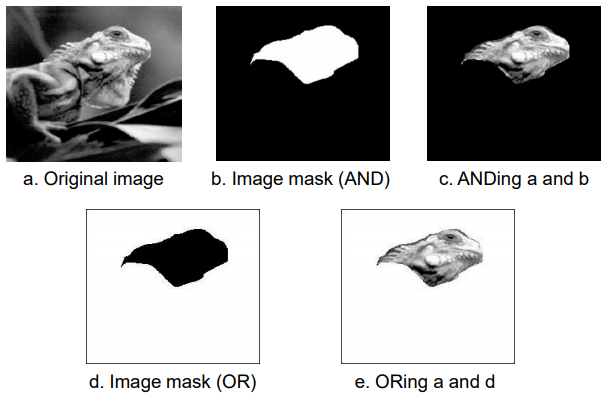 a. Original image
b. Image mask (AND)
c. ANDing a and b
d. Image mask (OR)
e. ORing a and d